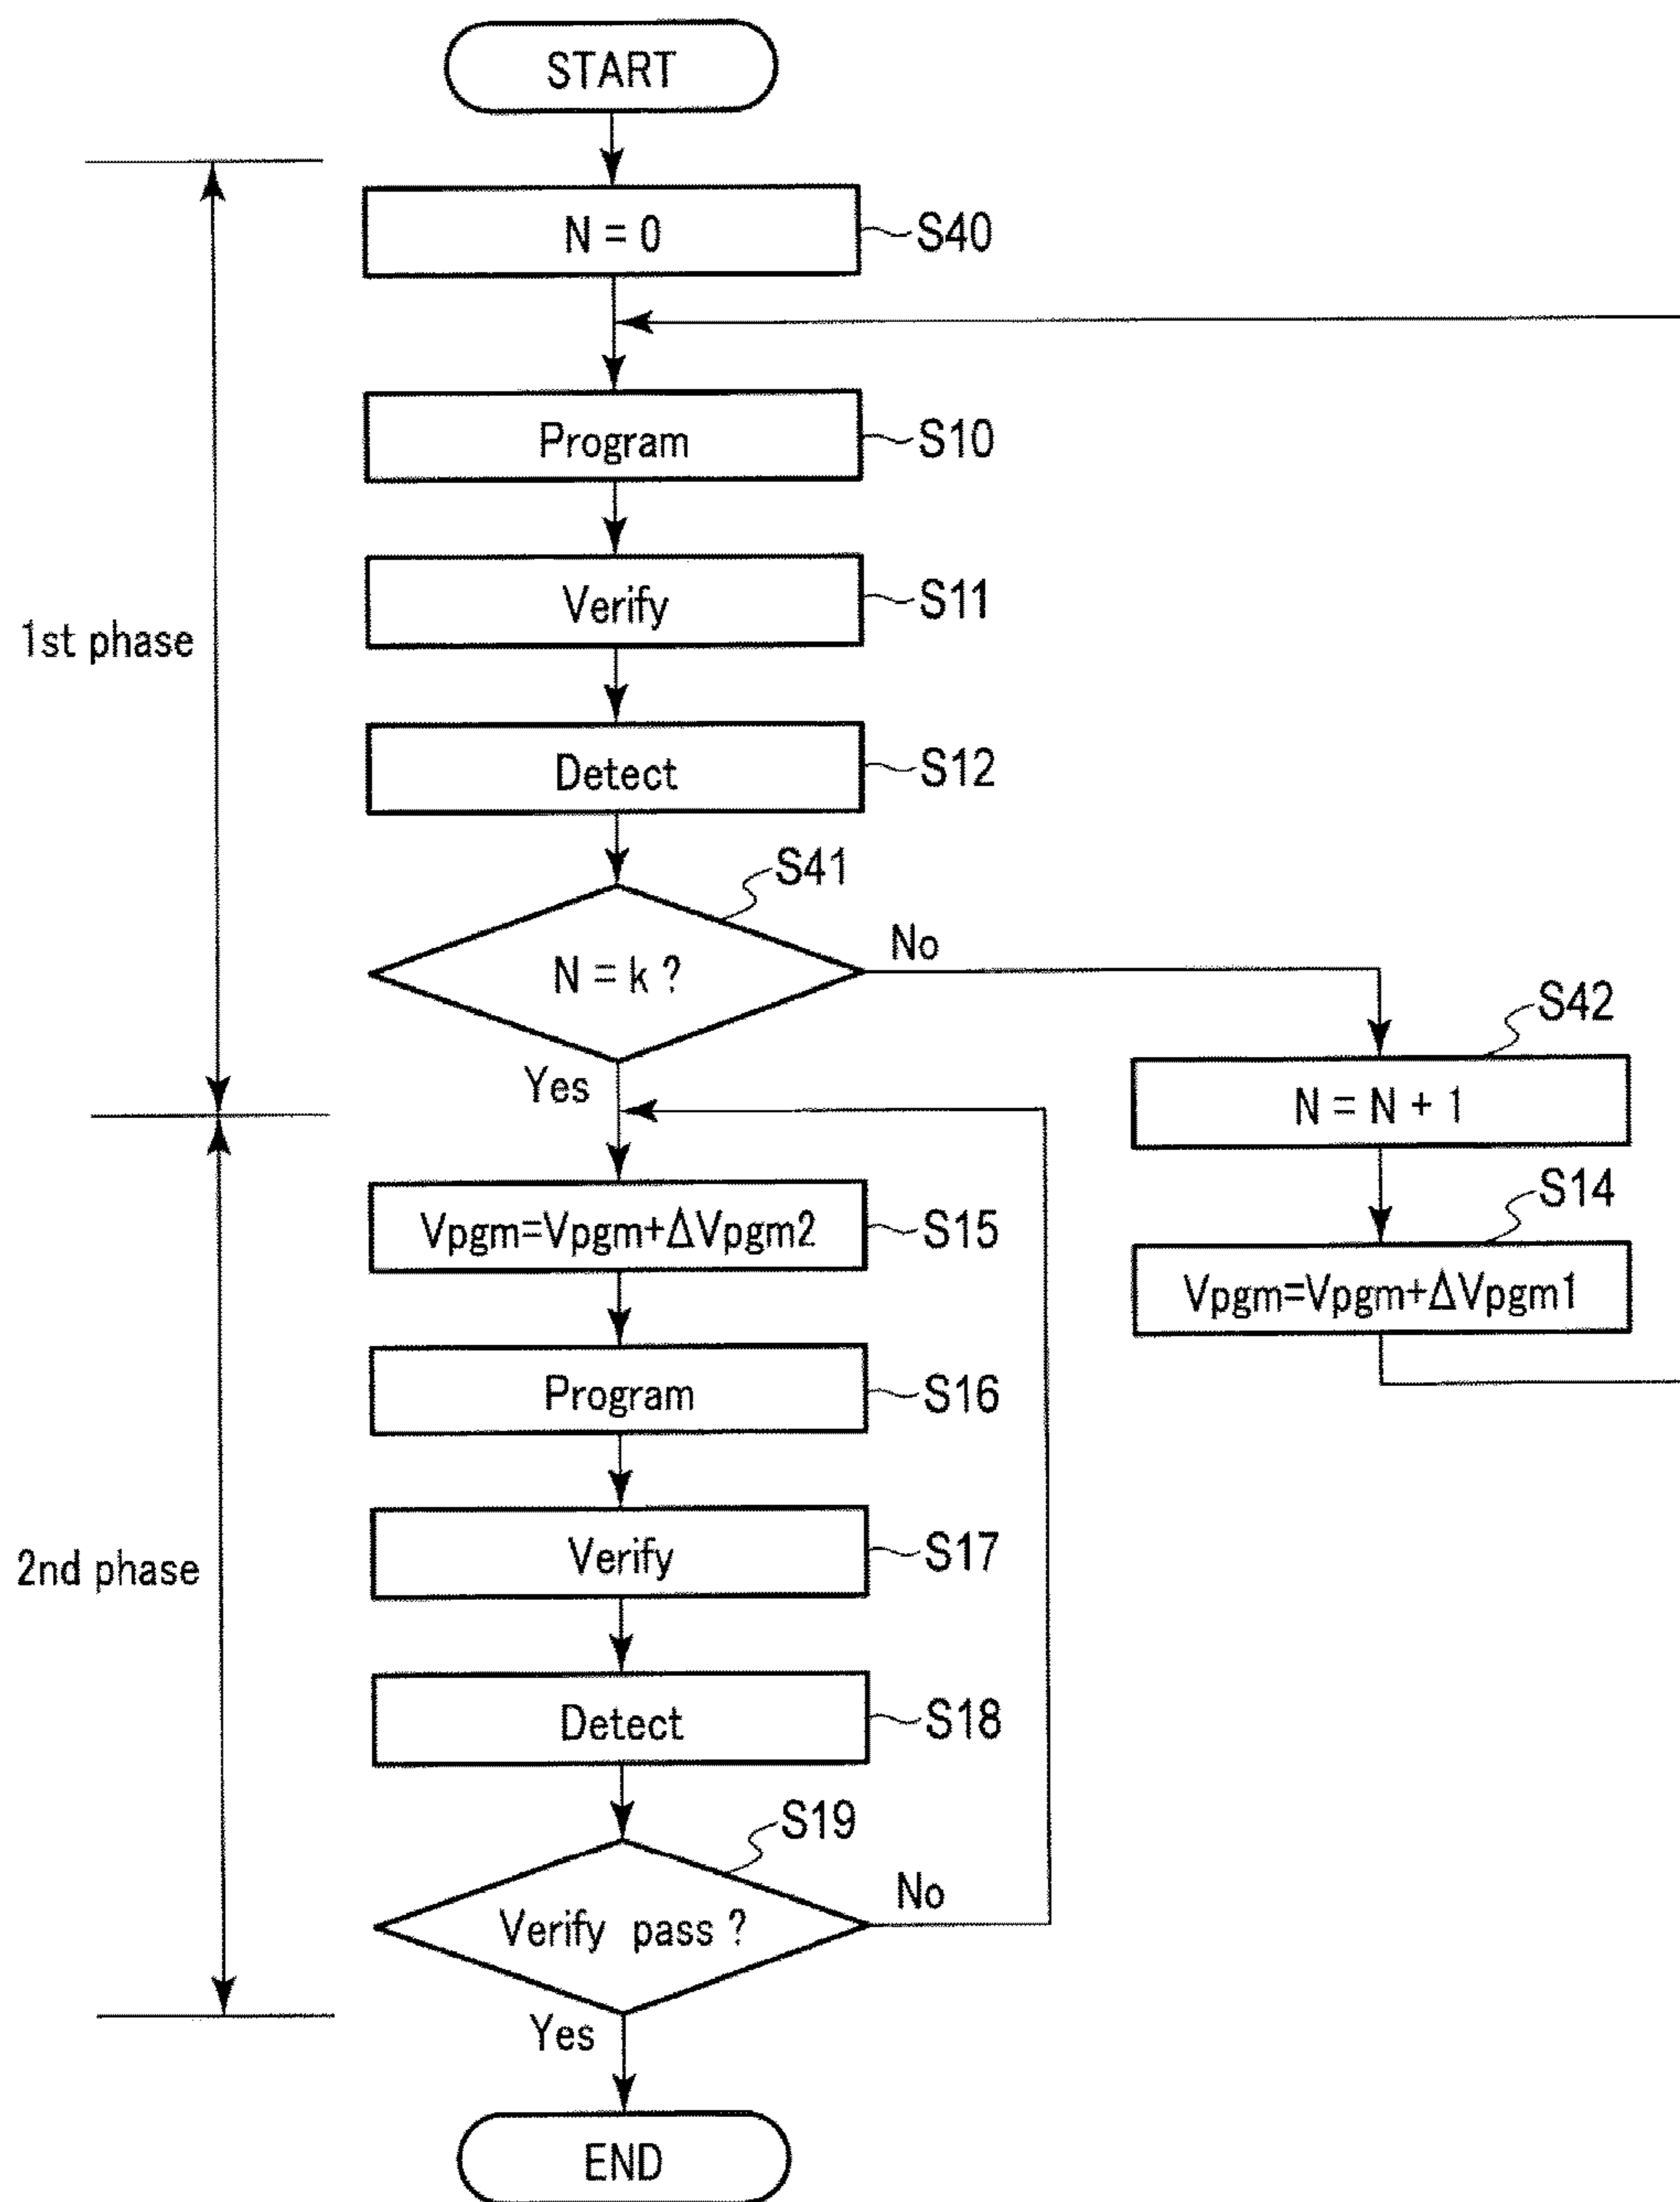 START
N = 0
S40
Program
S10
Verify
S11
1st phase
Detect
S12
S41
N = k ?
No
Yes
S42
N = N + 1
S14
Vpgm=Vpgm+ΔVpgm1
Vpgm=Vpgm+ΔVpgm2
S15
Program
S16
2nd phase
Verify
S17
Detect
S18
S19
Verify pass ?
No
Yes
END